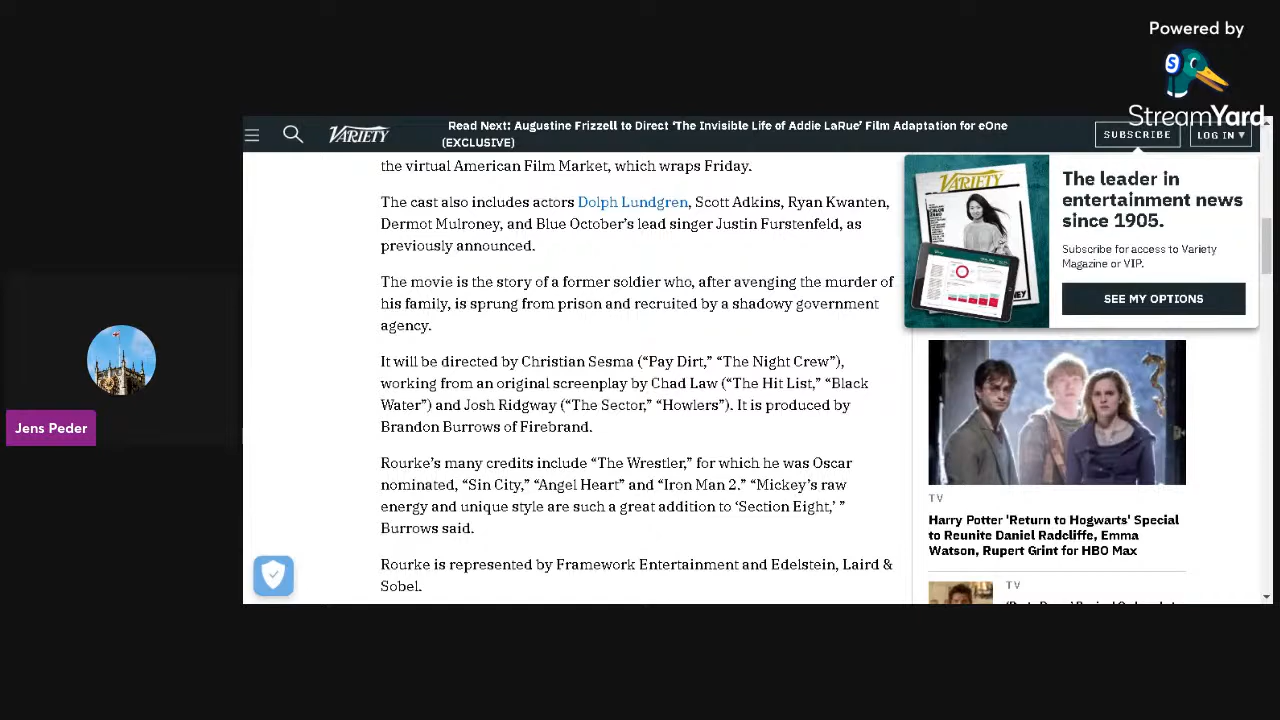 Powered by
StreamYard
Read Next: Augustine Frizzell to Direct ‘The Invisible Life of Addie LaRue’ Film Adaptation for eOne
(EXCLUSIVE)
VARIETY
SUBSCRIBE
LOG IN ▾
the virtual American Film Market, which wraps Friday.
The cast also includes actors Dolph Lundgren, Scott Adkins, Ryan Kwanten,
Dermot Mulroney, and Blue October’s lead singer Justin Furstenfeld, as
previously announced.
The movie is the story of a former soldier who, after avenging the murder of
his family, is sprung from prison and recruited by a shadowy government
agency.
It will be directed by Christian Sesma (“Pay Dirt,” “The Night Crew”),
working from an original screenplay by Chad Law (“The Hit List,” “Black
Water”) and Josh Ridgway (“The Sector,” “Howlers”). It is produced by
Brandon Burrows of Firebrand.
Rourke’s many credits include “The Wrestler,” for which he was Oscar
nominated, “Sin City,” “Angel Heart” and “Iron Man 2.” “Mickey’s raw
energy and unique style are such a great addition to ‘Section Eight,’ ”
Burrows said.
Rourke is represented by Framework Entertainment and Edelstein, Laird &
Sobel.
VARIETY
The leader in
entertainment news
since 1905.
Subscribe for access to Variety
Magazine or VIP.
SEE MY OPTIONS
TV
Harry Potter 'Return to Hogwarts' Special
to Reunite Daniel Radcliffe, Emma
Watson, Rupert Grint for HBO Max
TV
Jens Peder